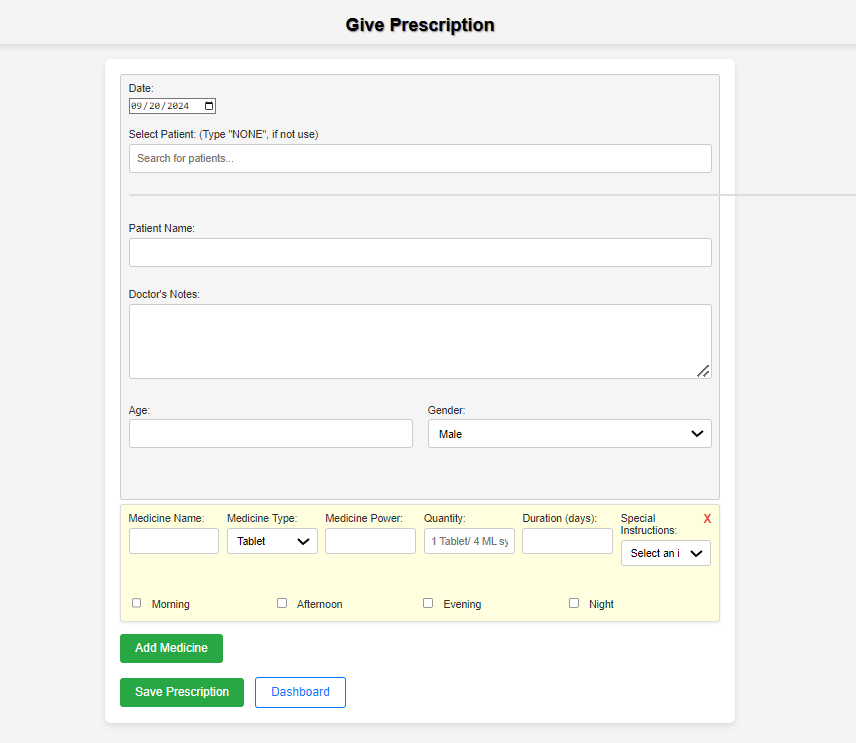 Give Prescription
Date:
09/20/2024
Select Patient: (Type "NONE", if not use)
Search for patients...
Patient Name:
Doctor's Notes:
Age: Gender:
Male
Medicine Name: Medicine Type: Medicine Power: Quantity: Duration (days): Special Instructions: X
Tablet 1 Tablet/ 4 ML sy Select an i
Morning Afternoon Evening Night
Add Medicine
Save Prescription Dashboard